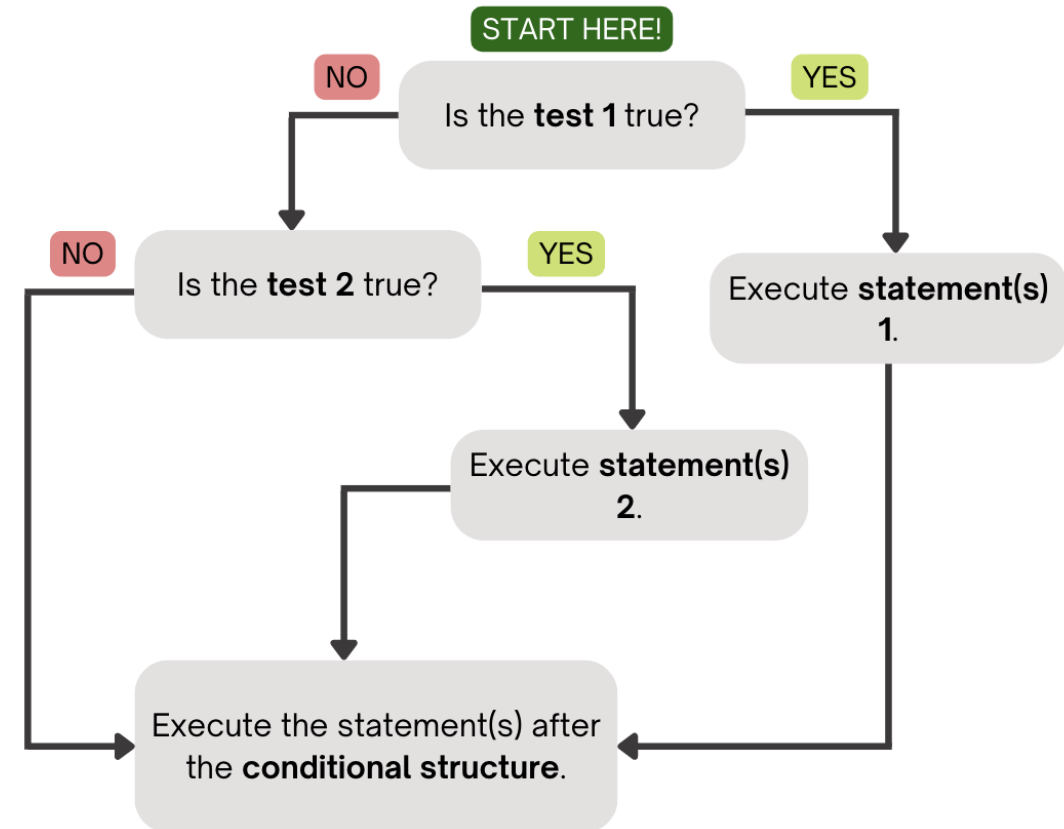 START HERE!
NO
YES
Is the test 1 true?
NO
YES
Is the test 2 true?
Execute statement(s)
1.
Execute statement(s)
2.
Execute the statement(s) after
the conditional structure.